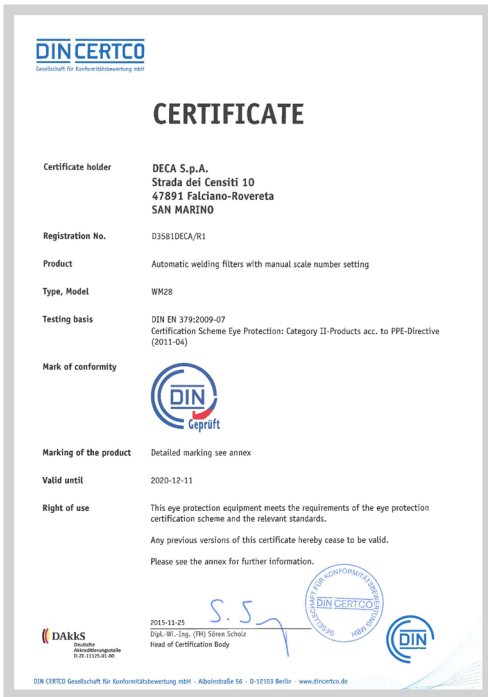 DIN CERTCO
Gesellschaft für Konformitätsbewertung mbH
CERTIFICATE
Certificate holder
DECA S.p.A.
Strada dei Censiti 10
47891 Falciano-Rovereta
SAN MARINO
Registration No. D3581DECA/R1
Product Automatic welding filters with manual scale number setting
Type, Model WM28
Testing basis DIN EN 379:2009-07
Certification Scheme Eye Protection: Category II-Products acc. to PPE-Directive
(2011-04)
Mark of conformity
DIN
Geprüft
Marking of the product Detailed marking see annex
Valid until 2020-12-11
Right of use This eye protection equipment meets the requirements of the eye protection
certification scheme and the relevant standards.
Any previous versions of this certificate hereby cease to be valid.
Please see the annex for further information.
GESELLSCHAFT FÜR KONFORMITÄTSBEWERTUNG MBH
DIN CERTCO
S. S
2015-11-25
Dipl.-Wi.-Ing. (FH) Sören Scholz
Head of Certification Body
DAkkS
Deutsche
Akkreditierungsstelle
D-ZE-11125-01-00
DIN
DIN CERTCO Gesellschaft für Konformitätsbewertung mbH · Alboinstraße 56 · D-12103 Berlin · www.dincertco.de